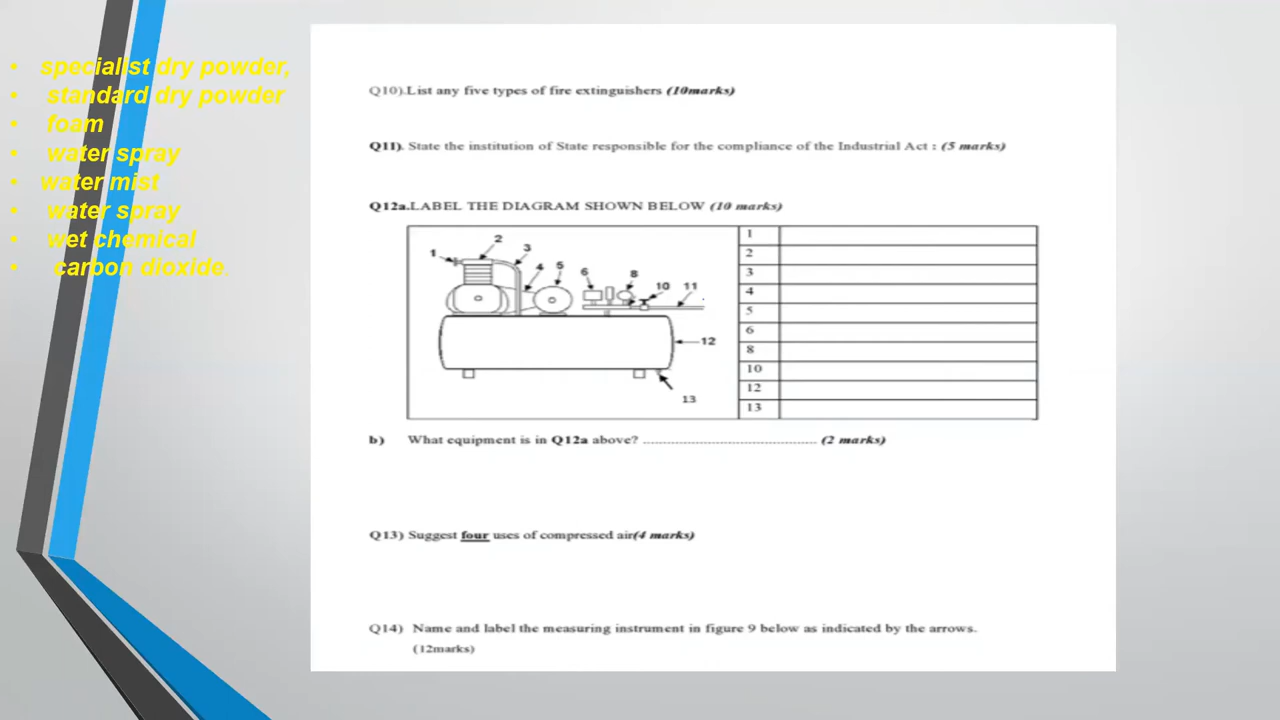 • specialist dry powder,
• standard dry powder
• foam
• water spray
• water mist
• water spray
• wet chemical
• carbon dioxide.
Q10).List any five types of fire extinguishers (10marks)
Q11). State the institution of State responsible for the compliance of the Industrial Act : (5 marks)
Q12a.LABEL THE DIAGRAM SHOWN BELOW (10 marks)
1
2
3
4
5
6
8
10
11
12
13
1
2
3
4
5
6
8
10
12
13
b) What equipment is in Q12a above? ................................................ (2 marks)
Q13) Suggest four uses of compressed air(4 marks)
Q14) Name and label the measuring instrument in figure 9 below as indicated by the arrows.
(12marks)